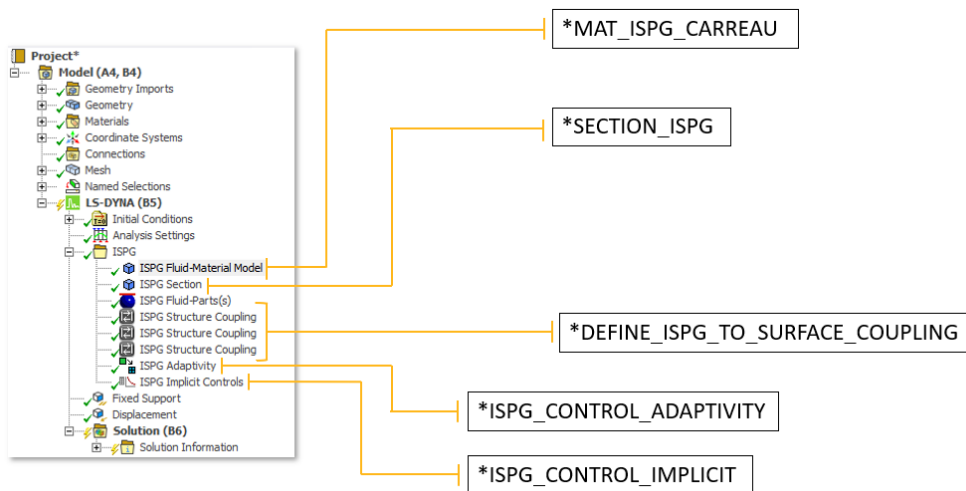 *MAT_ISPG_CARREAU
Project*
Model (A4, B4)
Geometry Imports
Geometry
Materials
Coordinate Systems
Connections
Mesh
Named Selections
LS-DYNA (B5)
Initial Conditions
Analysis Settings
ISPG
ISPG Fluid-Material Model
ISPG Section
ISPG Fluid-Parts(s)
ISPG Structure Coupling
ISPG Structure Coupling
ISPG Structure Coupling
ISPG Adaptivity
ISPG Implicit Controls
Fixed Support
Displacement
Solution (B6)
Solution Information
*SECTION_ISPG
*DEFINE_ISPG_TO_SURFACE_COUPLING
*ISPG_CONTROL_ADAPTIVITY
*ISPG_CONTROL_IMPLICIT